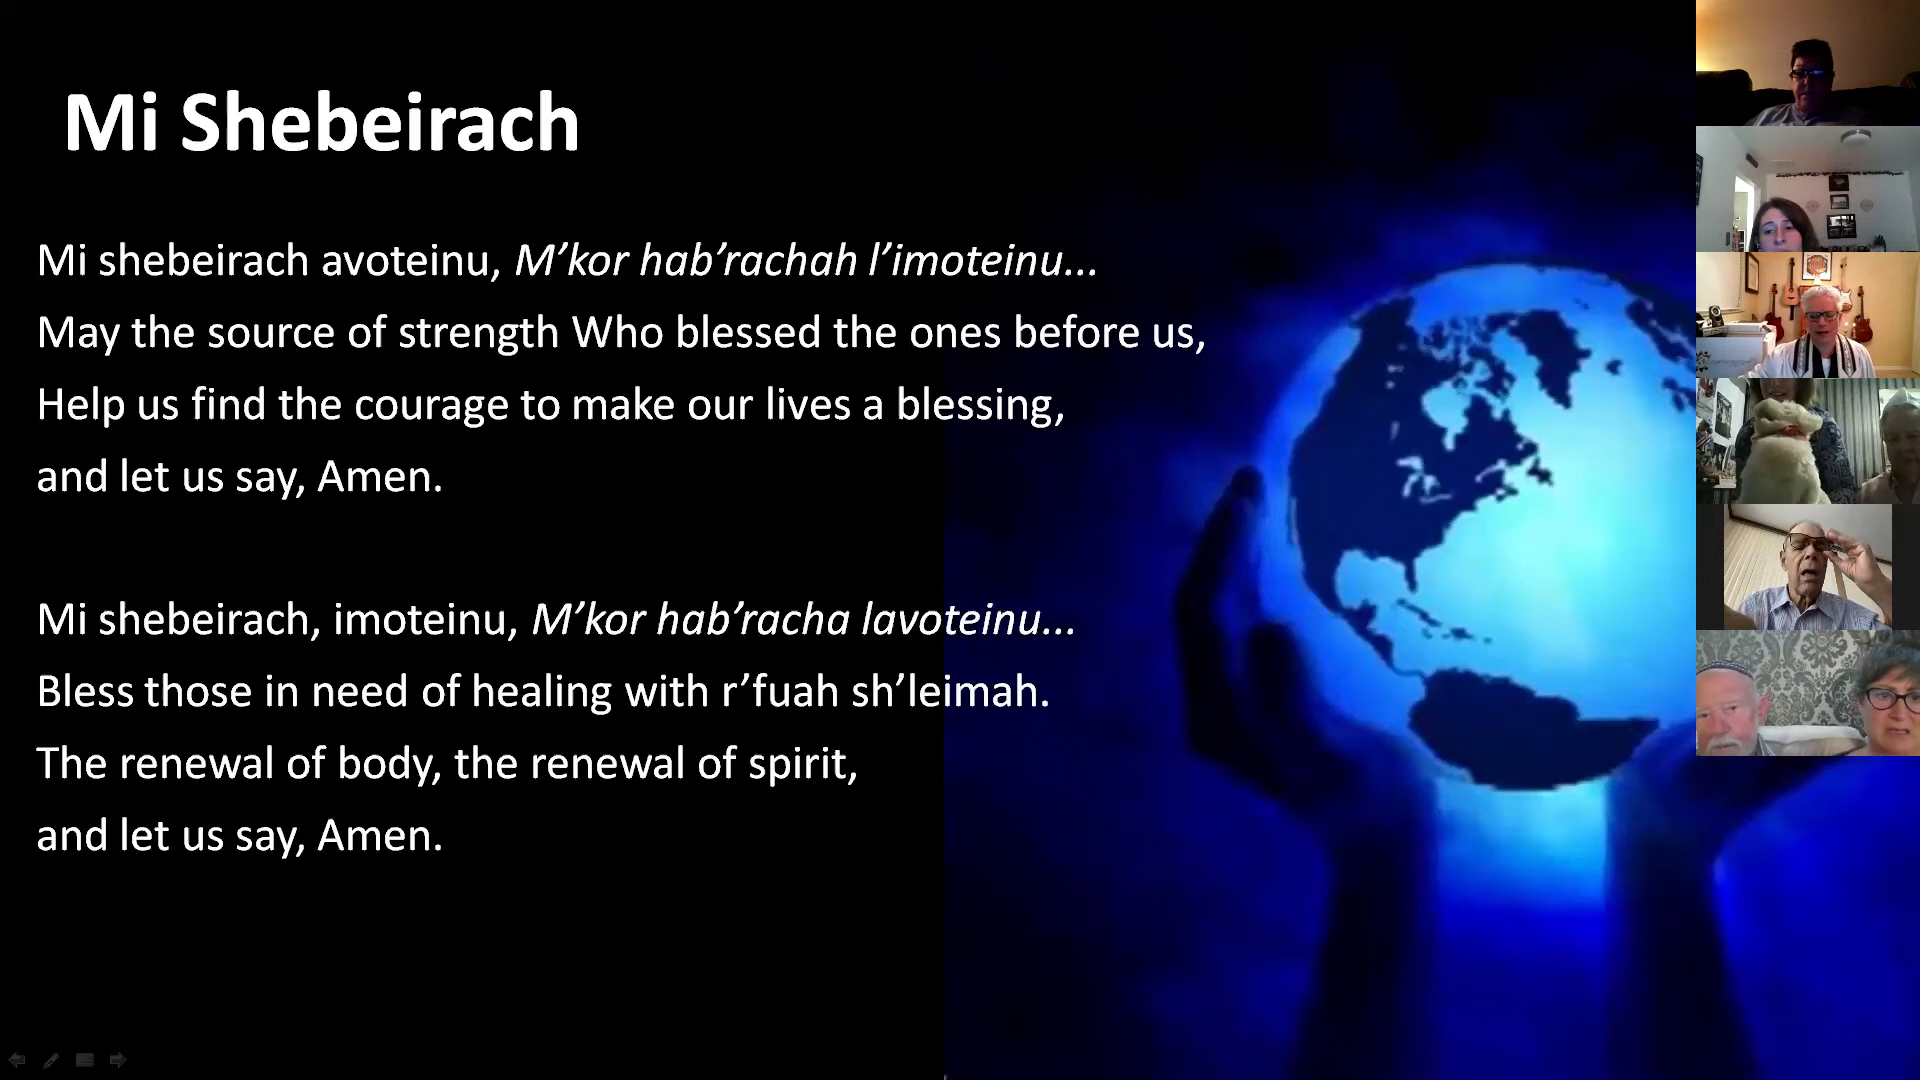 Mi Shebeirach
Mi shebeirach avoteinu, M’kor hab’rachah l’imoteinu...
May the source of strength Who blessed the ones before us,
Help us find the courage to make our lives a blessing,
and let us say, Amen.
Mi shebeirach, imoteinu, M’kor hab’racha lavoteinu...
Bless those in need of healing with r’fuah sh’leimah.
The renewal of body, the renewal of spirit,
and let us say, Amen.